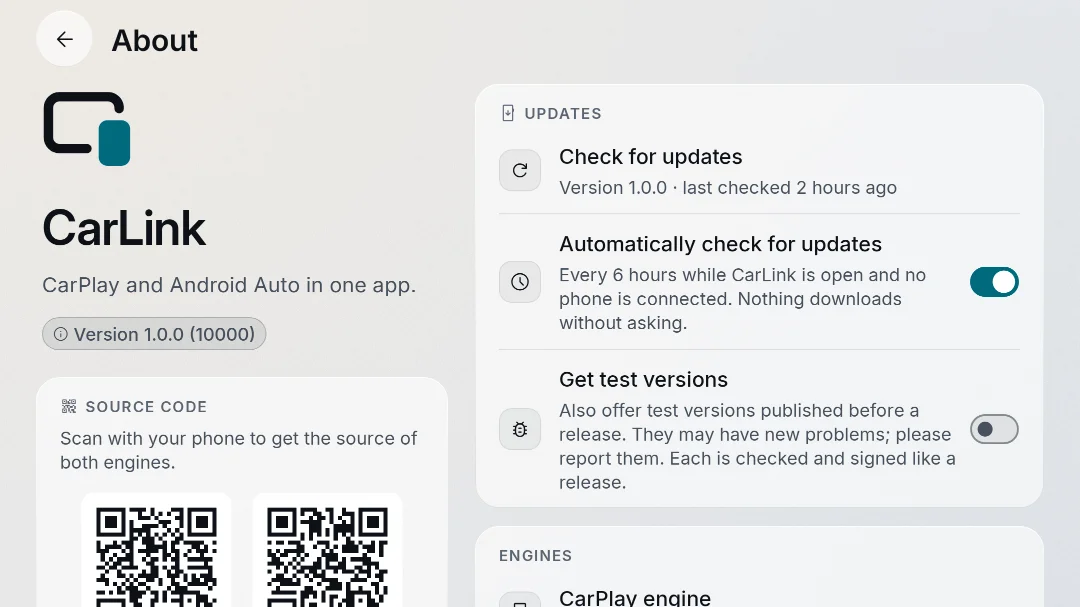 About
CarLink
CarPlay and Android Auto in one app.
Version 1.0.0 (10000)
SOURCE CODE
Scan with your phone to get the source of
both engines.
UPDATES
Check for updates
Version 1.0.0 · last checked 2 hours ago
Automatically check for updates
Every 6 hours while CarLink is open and no
phone is connected. Nothing downloads
without asking.
Get test versions
Also offer test versions published before a
release. They may have new problems; please
report them. Each is checked and signed like a
release.
ENGINES
CarPlay engine